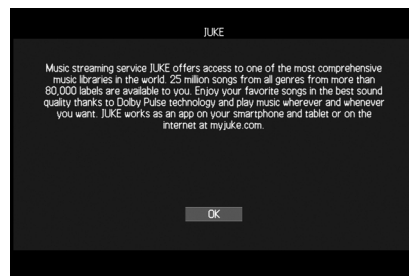 JUKE
Music streaming service JUKE offers access to one of the most comprehensive
music libraries in the world. 25 million songs from all genres from more than
80,000 labels are available to you. Enjoy your favorite songs in the best sound
quality thanks to Dolby Pulse technology and play music wherever and whenever
you want. JUKE works as an app on your smartphone and tablet or on the
internet at myjuke.com.
OK